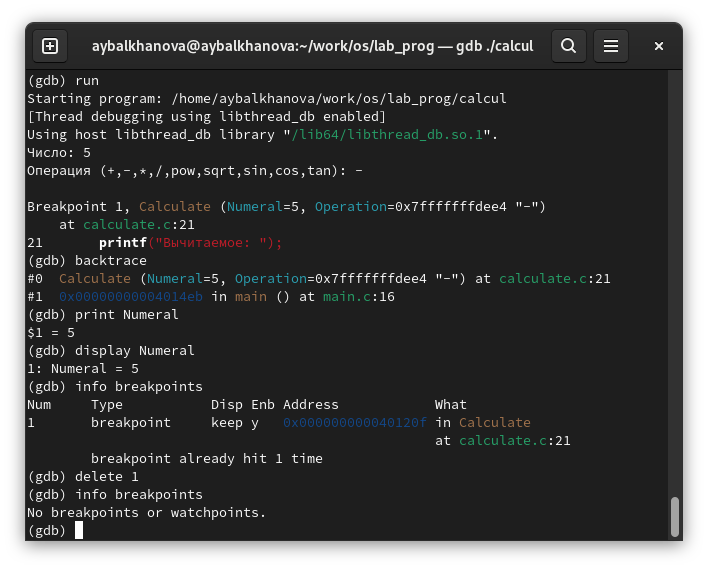 aybalkhanova@aybalkhanova:~/work/os/lab_prog — gdb ./calcul
(gdb) run
Starting program: /home/aybalkhanova/work/os/lab_prog/calcul
[Thread debugging using libthread_db enabled]
Using host libthread_db library "/lib64/libthread_db.so.1".
Число: 5
Операция (+,-,*,/,pow,sqrt,sin,cos,tan): -
Breakpoint 1, Calculate (Numeral=5, Operation=0x7fffffffdee4 "-")
    at calculate.c:21
21       printf("Вычитаемое: ");
(gdb) backtrace
#0  Calculate (Numeral=5, Operation=0x7fffffffdee4 "-") at calculate.c:21
#1  0x00000000004014eb in main () at main.c:16
(gdb) print Numeral
$1 = 5
(gdb) display Numeral
1: Numeral = 5
(gdb) info breakpoints
Num     Type           Disp Enb Address            What
1       breakpoint     keep y   0x000000000040120f in Calculate
                                                   at calculate.c:21
        breakpoint already hit 1 time
(gdb) delete 1
(gdb) info breakpoints
No breakpoints or watchpoints.
(gdb)